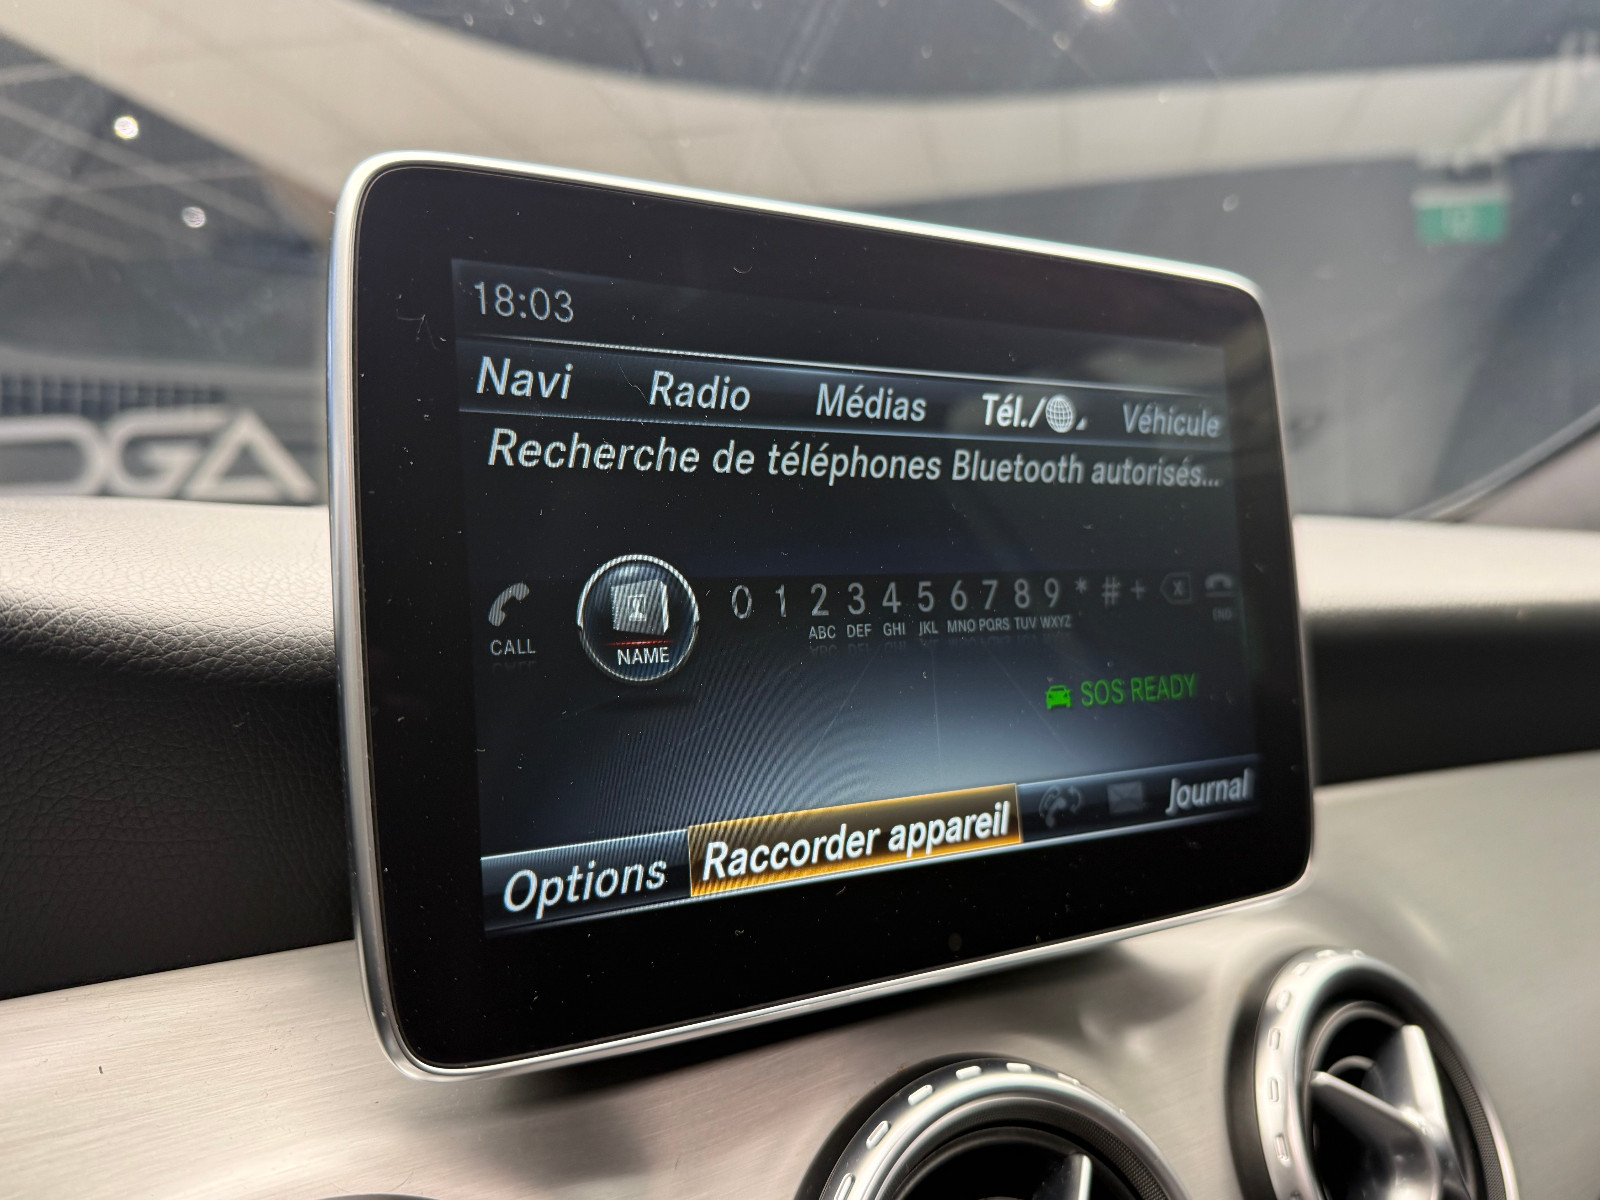 18:03
Navi Radio Médias Tél./ Véhicule
Recherche de téléphones Bluetooth autorisés...
CALL NAME 0 1 2 ABC 3 DEF 4 GHI 5 JKL 6 MNO 7 PQRS 8 TUV 9 WXYZ * # + END
SOS READY
Options Raccorder appareil Journal
OGA